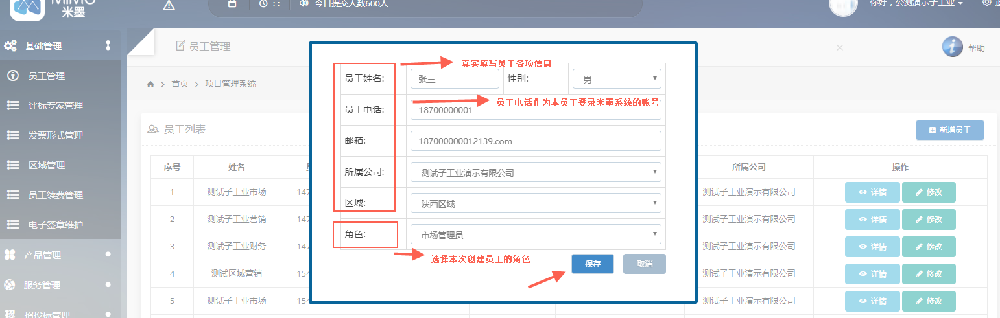 MIMO
米墨
今日提交人数600人
你好，公测演示子工业
基础管理
员工管理
评标专家管理
发票形式管理
区域管理
员工续费管理
电子签章维护
产品管理
服务管理
招投标管理
员工管理
帮助
首页
项目管理系统
员工列表
新增员工
序号 姓名 所属公司 操作
1 测试子工业市场 147 测试子工业演示有限公司 详情 修改
2 测试子工业营销 147 测试子工业演示有限公司 详情 修改
3 测试子工业财务 147 测试子工业演示有限公司 详情 修改
4 测试区域营销 154 测试子工业演示有限公司 详情 修改
5 测试子工业市场 154 测试子工业演示有限公司 详情 修改
真实填写员工各项信息
员工姓名: 张三 性别: 男
员工电话作为本员工登录米墨系统的账号
员工电话: 18700000001
邮箱: 187000000012139.com
所属公司: 测试子工业演示有限公司
区域: 陕西区域
角色: 市场管理员
选择本次创建员工的角色
保存 取消